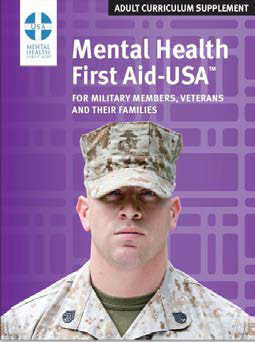 ADULT CURRICULUM SUPPLEMENT
USA
MENTAL
HEALTH
FIRST AID®
Mental Health
First Aid-USA™
FOR MILITARY MEMBERS, VETERANS
AND THEIR FAMILIES